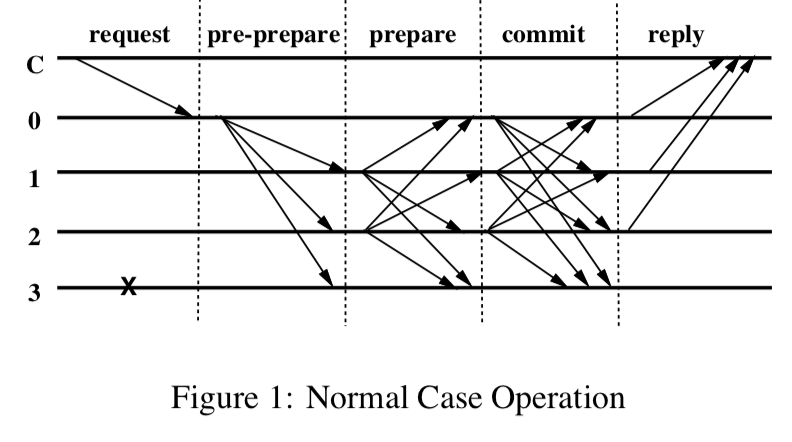 request pre-prepare prepare commit reply
C
0
1
2
3 X
Figure 1: Normal Case Operation